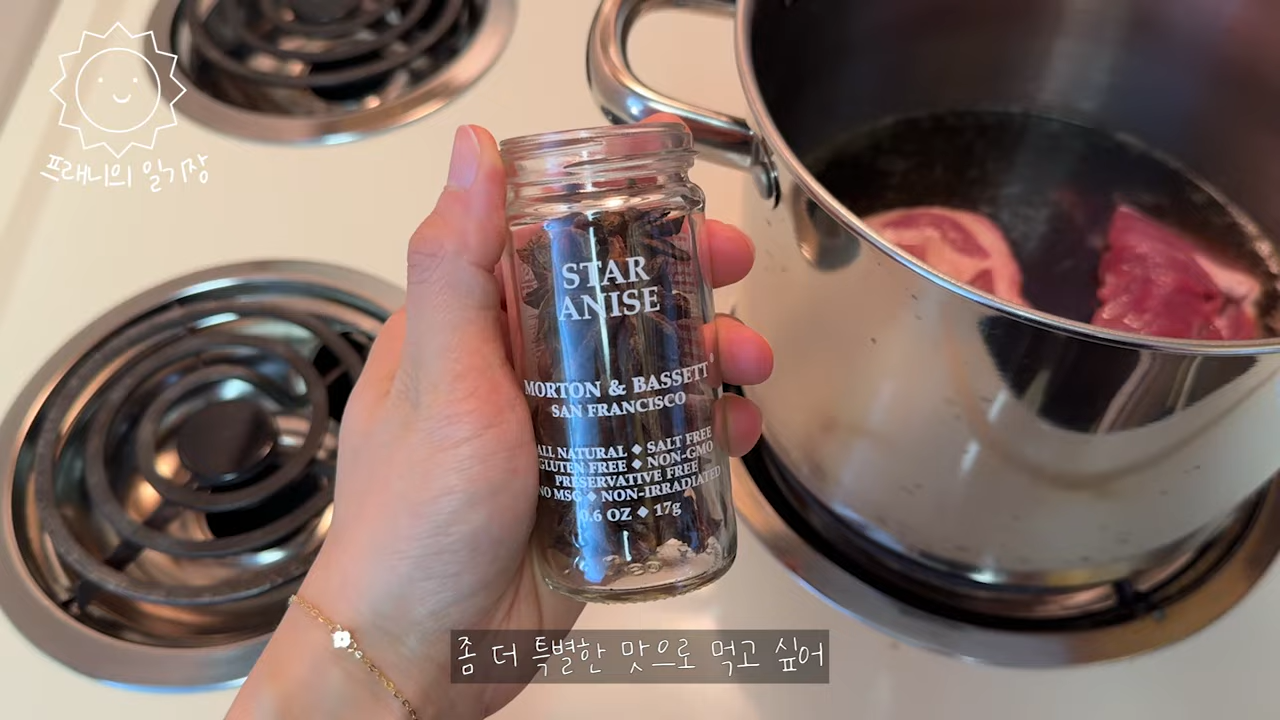 프래니의 일기장
STAR
ANISE
MORTON & BASSETT®
SAN FRANCISCO
ALL NATURAL ◆ SALT FREE
GLUTEN FREE ◆ NON-GMO
PRESERVATIVE FREE
NO MSG ◆ NON-IRRADIATED
0.6 OZ ◆ 17g
좀 더 특별한 맛으로 먹고 싶어